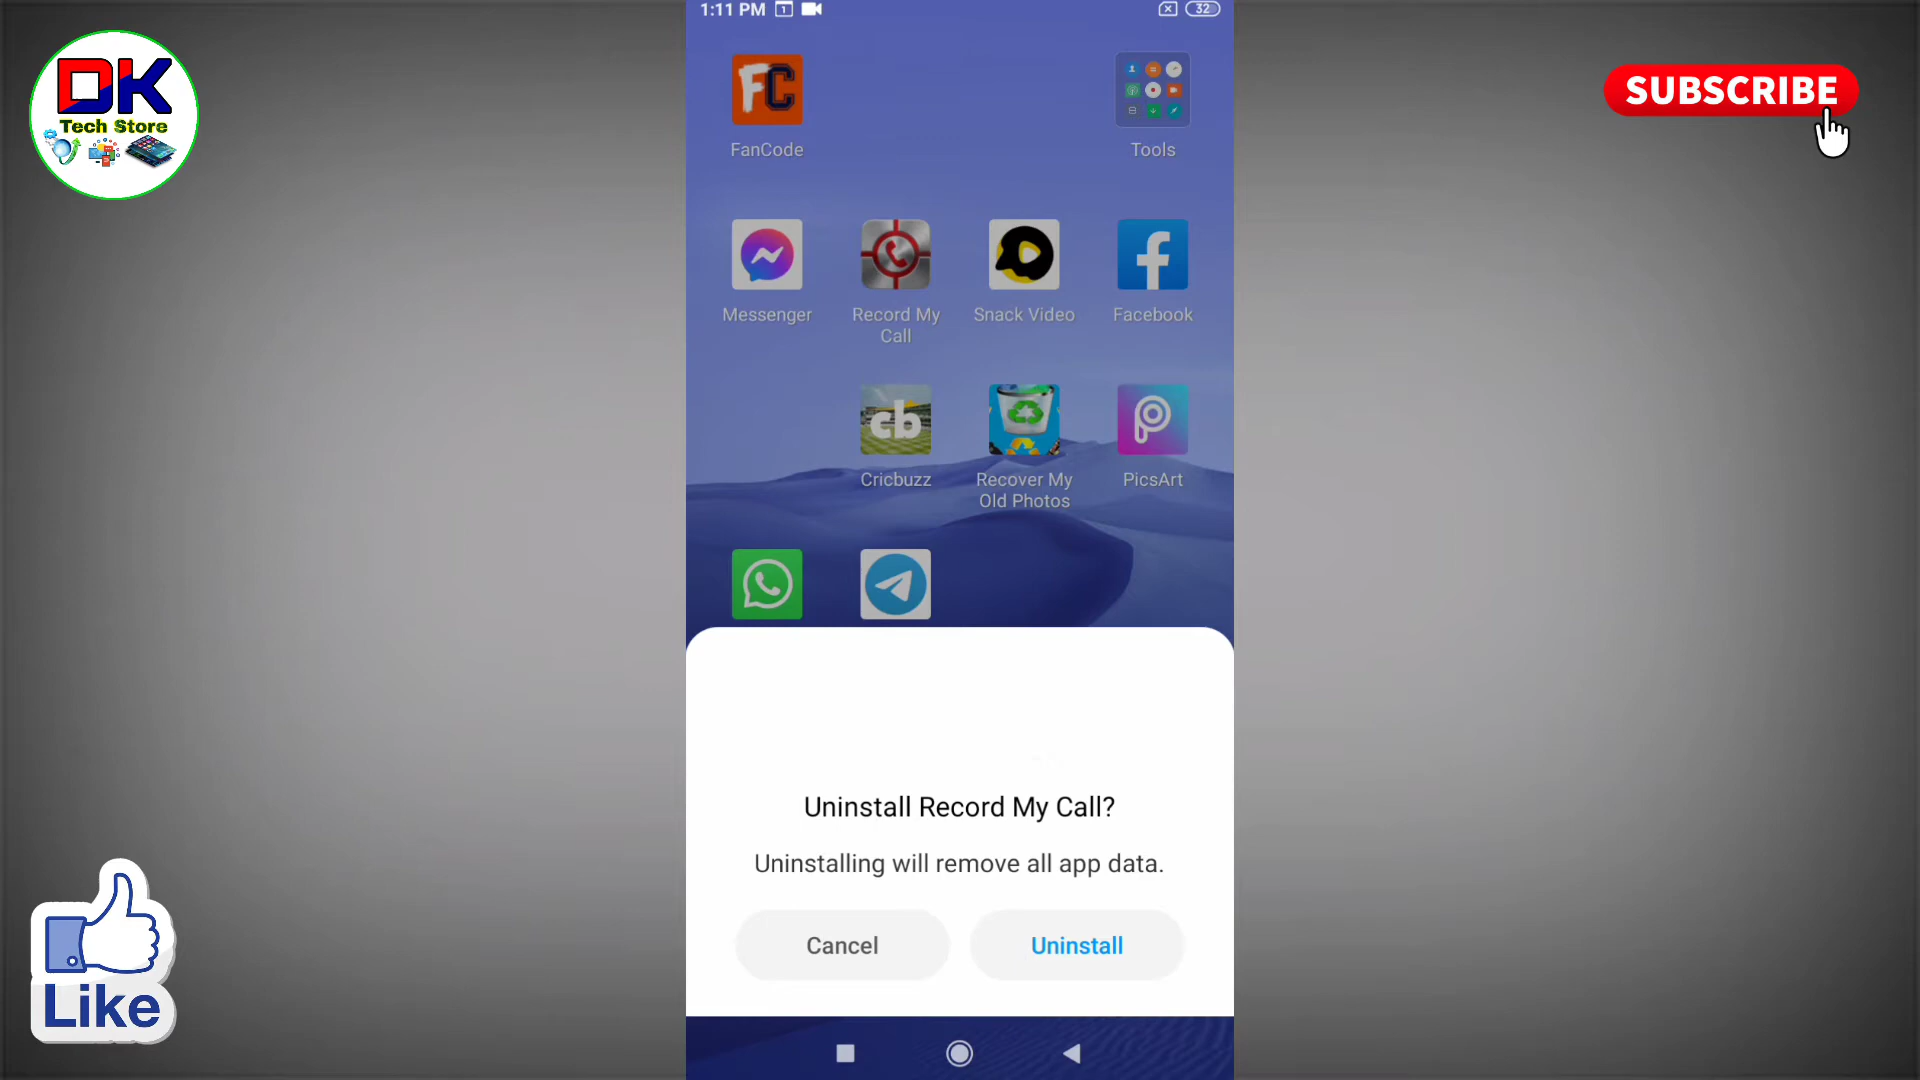 1:11 PM 1
32
DK
Tech Store
SUBSCRIBE
FC
FanCode
Tools
Messenger
Record My
Call
Snack Video
Facebook
cb
Cricbuzz
Recover My
Old Photos
PicsArt
Uninstall Record My Call?
Uninstalling will remove all app data.
Cancel
Uninstall
Like